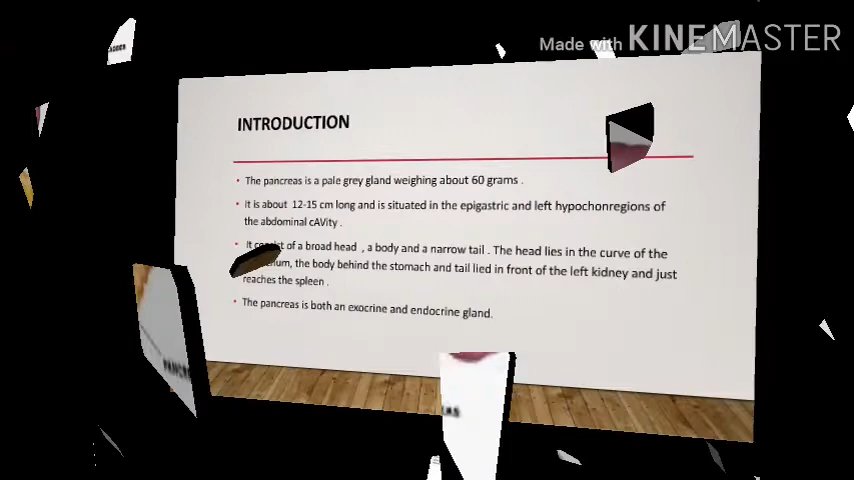 Made with KINEMASTER
INTRODUCTION
• The pancreas is a pale grey gland weighing about 60 grams .
• It is about 12-15 cm long and is situated in the epigastric and left hypochonregions of
the abdominal cAVity .
• It of a broad head , a body and a narrow tail . The head lies in the curve of the
the body behind the stomach and tail lied in front of the left kidney and just
reaches the spleen .
• The pancreas is both an exocrine and endocrine gland.